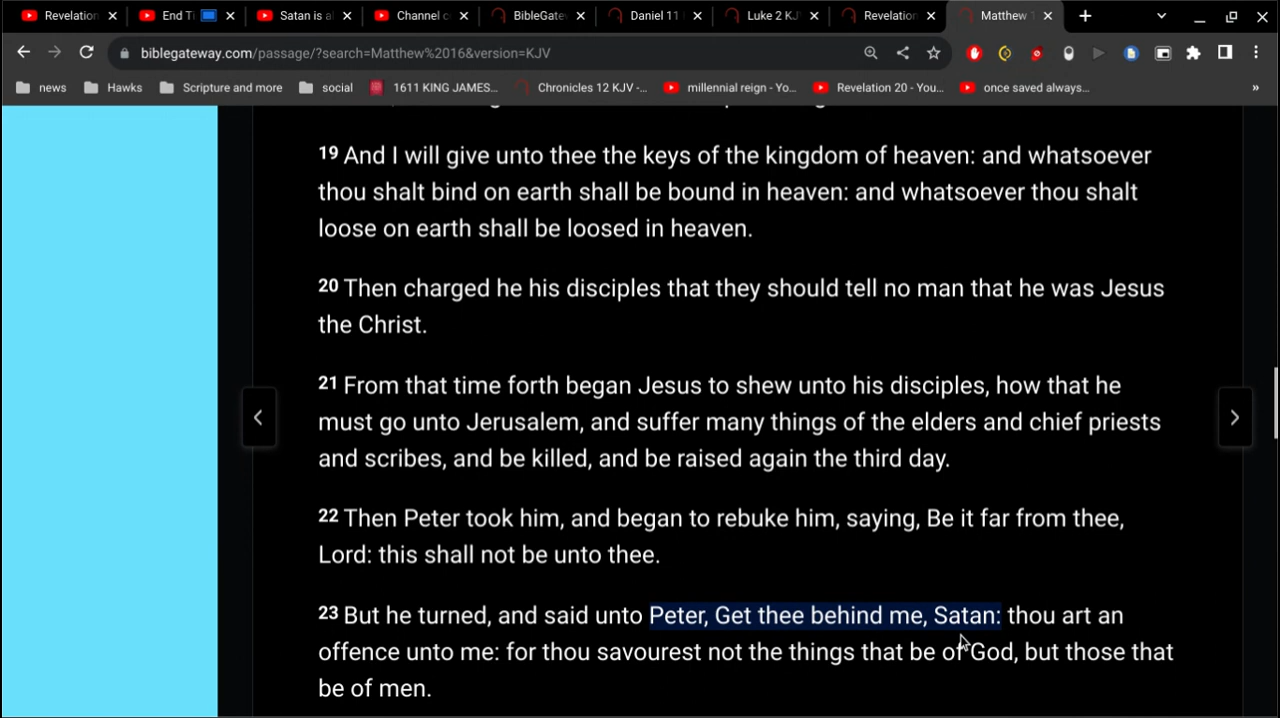 Revelation
End Ti
Satan is a
Channel c
BibleGate
Daniel 11
Luke 2 KJ
Revelation
Matthew 1
biblegateway.com/passage/?search=Matthew%2016&version=KJV
news
Hawks
Scripture and more
social
1611 KING JAMES...
Chronicles 12 KJV -...
millennial reign - Yo...
Revelation 20 - You...
once saved always...
»
19 And I will give unto thee the keys of the kingdom of heaven: and whatsoever
thou shalt bind on earth shall be bound in heaven: and whatsoever thou shalt
loose on earth shall be loosed in heaven.
20 Then charged he his disciples that they should tell no man that he was Jesus
the Christ.
21 From that time forth began Jesus to shew unto his disciples, how that he
must go unto Jerusalem, and suffer many things of the elders and chief priests
and scribes, and be killed, and be raised again the third day.
22 Then Peter took him, and began to rebuke him, saying, Be it far from thee,
Lord: this shall not be unto thee.
23 But he turned, and said unto Peter, Get thee behind me, Satan: thou art an
offence unto me: for thou savourest not the things that be of God, but those that
be of men.